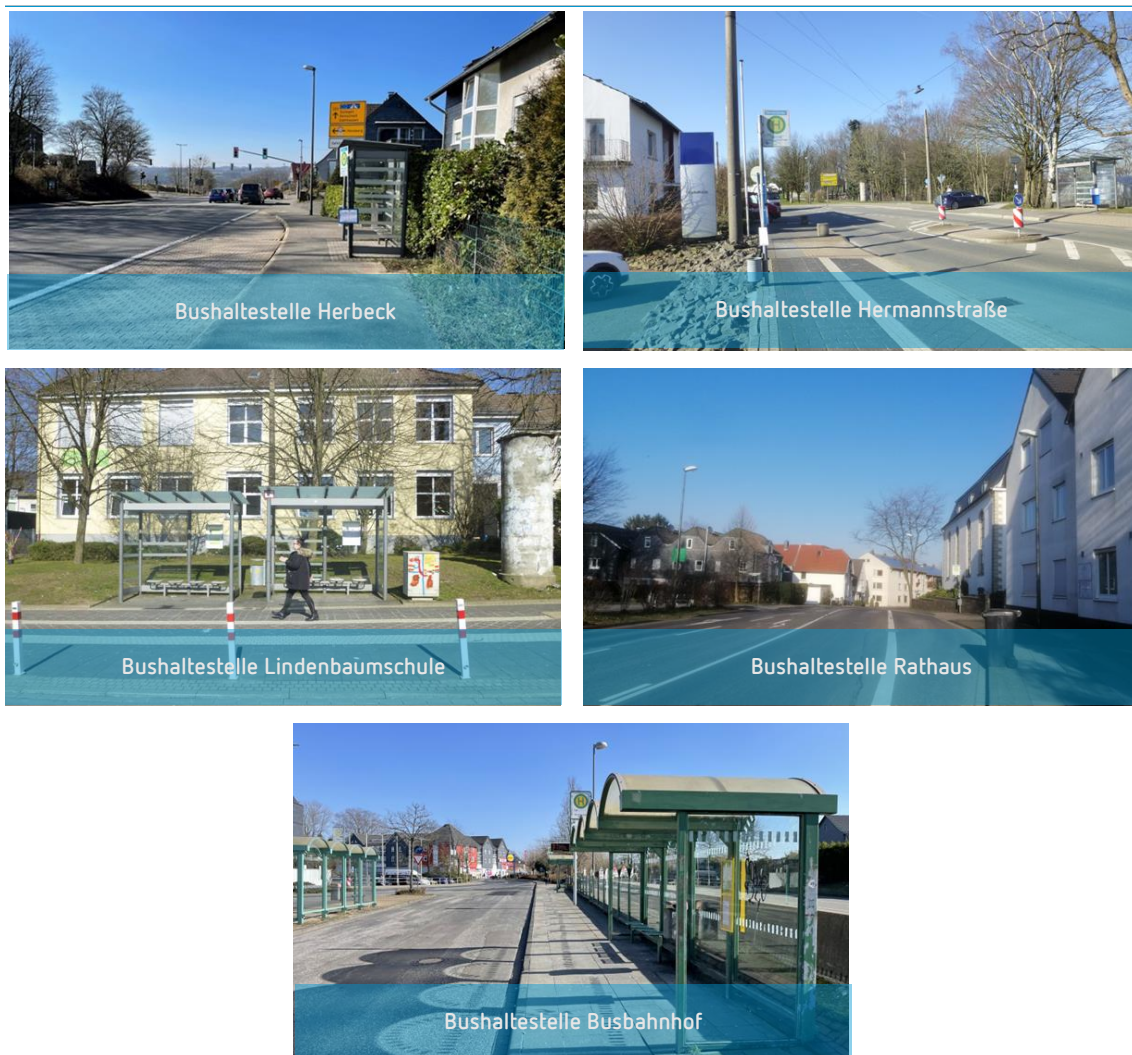 Bushaltestelle Herbeck
H
Bushaltestelle Hermannstraße
Bushaltestelle Lindenbaumschule
Bushaltestelle Rathaus
H
Bushaltestelle Busbahnhof